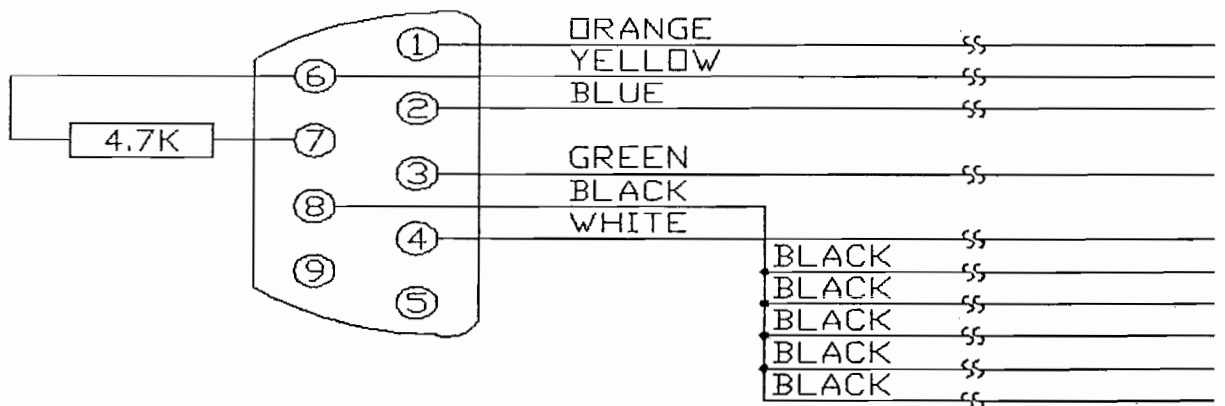 1 ORANGE
6 YELLOW
2 BLUE
4.7K 7
3 GREEN
8 BLACK
4 WHITE
BLACK
9
BLACK
5
BLACK
BLACK
BLACK